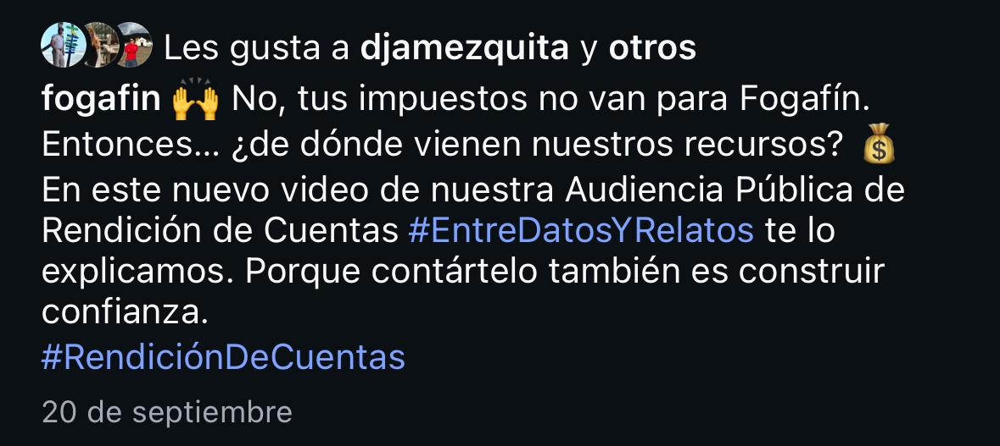 Les gusta a djamezquita y otros
fogafin 🙌 No, tus impuestos no van para Fogafín.
Entonces... ¿de dónde vienen nuestros recursos? 💰
En este nuevo video de nuestra Audiencia Pública de
Rendición de Cuentas #EntreDatosYRelatos te lo
explicamos. Porque contártelo también es construir
confianza.
#RendiciónDeCuentas
20 de septiembre